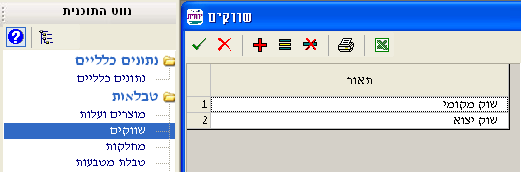 נווט התוכנית
נתונים כלליים
נתונים כלליים
טבלאות
מוצרים ועלות
שווקים
מחלקות
טבלת מטבעות
שווקים
תאור
1 שוק מקומי
2 שוק יצוא